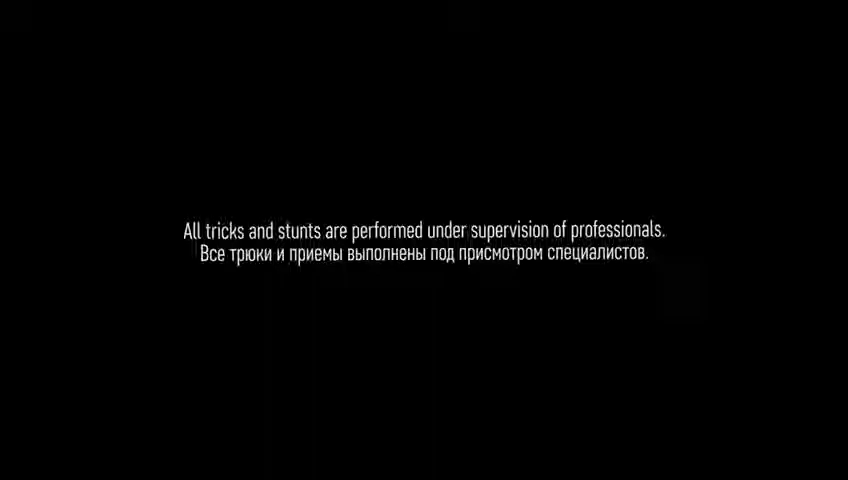 All tricks and stunts are performed under supervision of professionals.
Все трюки и приемы выполнены под присмотром специалистов.